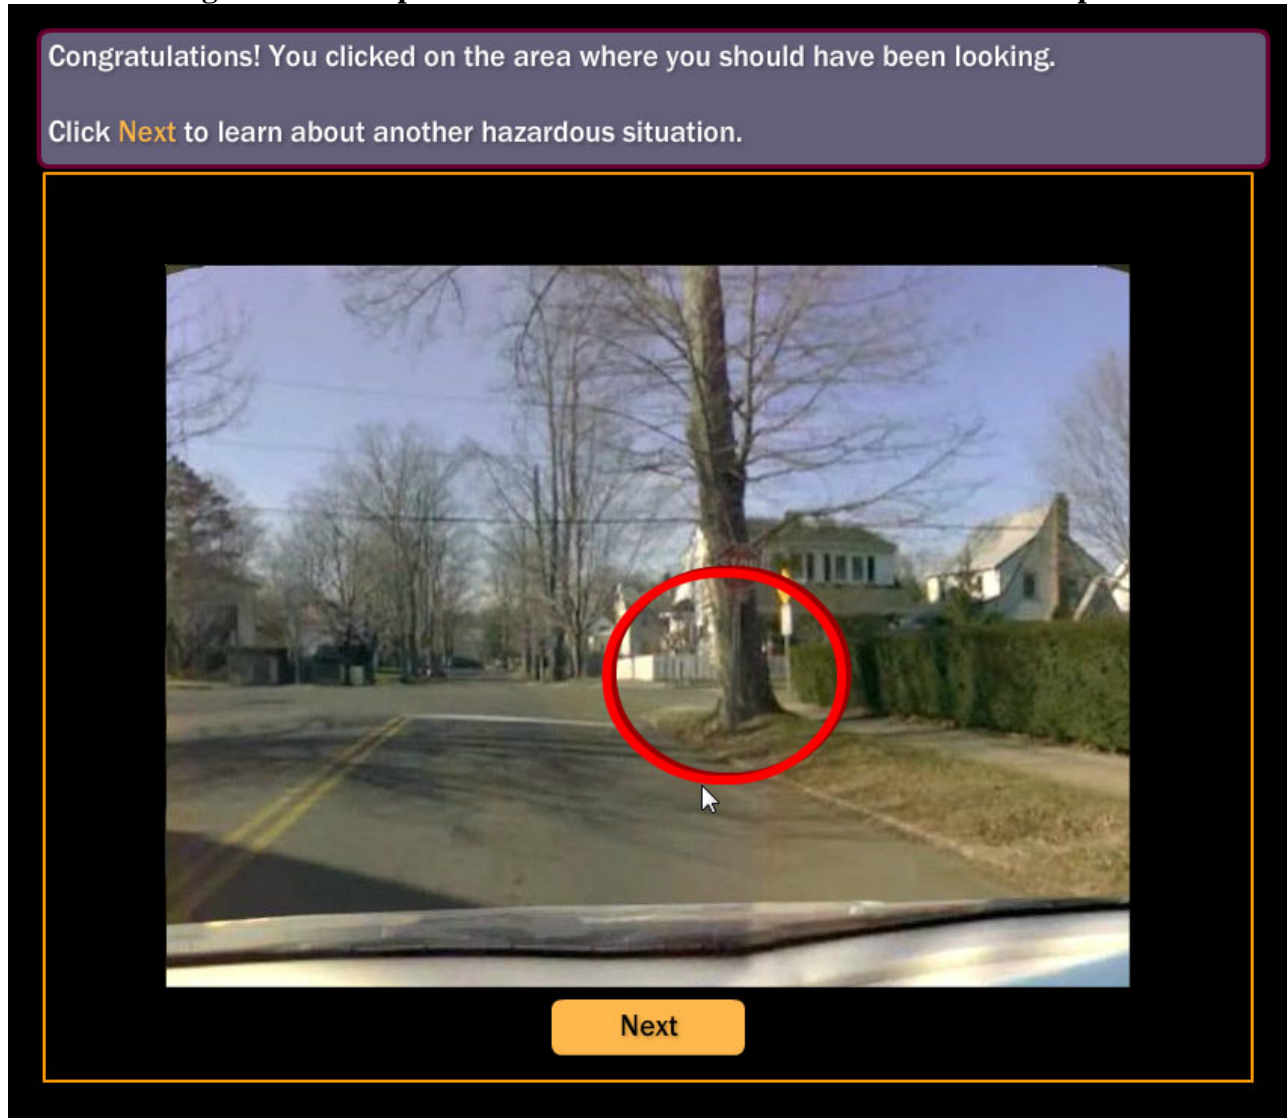 Congratulations! You clicked on the area where you should have been looking.
Click Next to learn about another hazardous situation.
STOP
Next